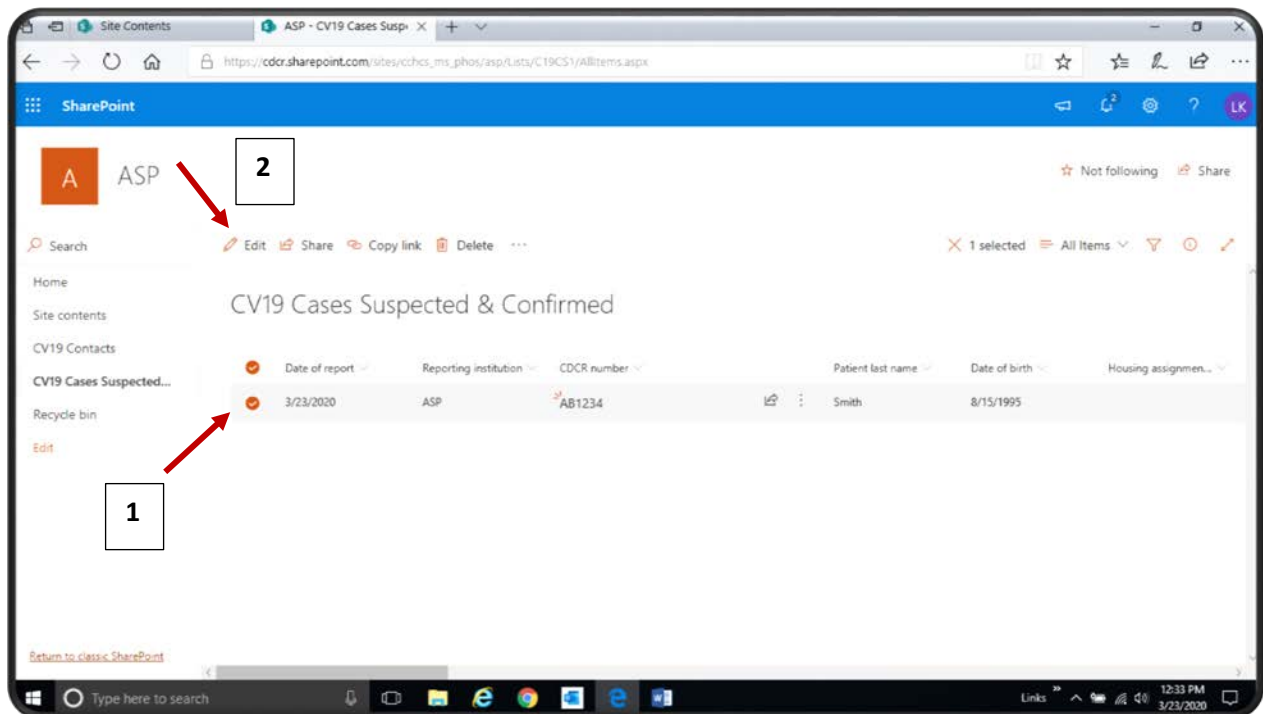 Site Contents
ASP - CV19 Cases Susp
https://cdcr.sharepoint.com/sites/cchcs_ms_phos/asp/Lists/C19CS1/AllItems.aspx
SharePoint
2
?
LK
A
ASP
2
Not following
Share
Search
Edit
Share
Copy link
Delete
1 selected
All Items
Home
Site contents
CV19 Contacts
CV19 Cases Suspected...
Recycle bin
Edit
CV19 Cases Suspected & Confirmed
Date of report
Reporting institution
CDCR number
Patient last name
Date of birth
Housing assignmen...
3/23/2020
ASP
AB1234
Smith
8/15/1995
1
Return to classic SharePoint
Type here to search
Links
12:33 PM
3/23/2020